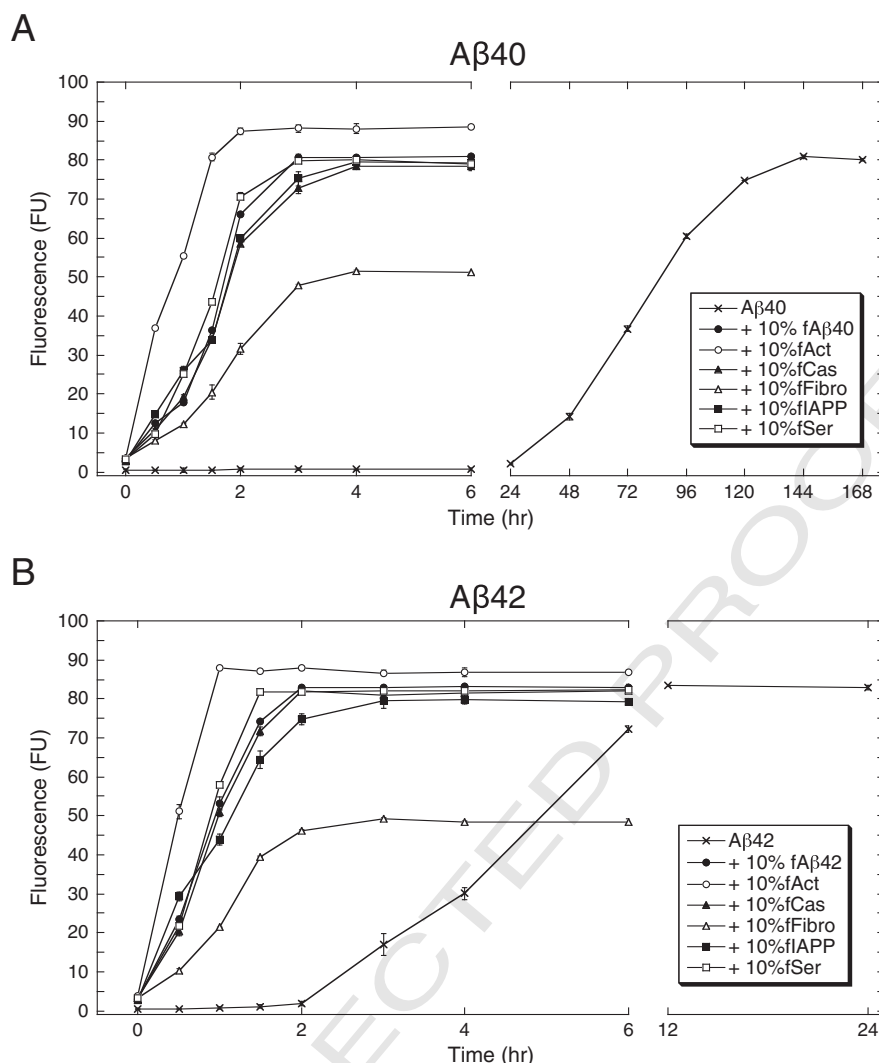 A
Aβ40
100
90
80
70
60
50
40
30
20
10
0
Fluorescence (FU)
0 2 4 6 24 48 72 96 120 144 168
Time (hr)
Aβ40
+ 10% fAβ40
+ 10%fAct
+ 10%fCas
+ 10%fFibro
+ 10%fIAPP
+ 10%fSer
B
Aβ42
100
90
80
70
60
50
40
30
20
10
0
Fluorescence (FU)
0 2 4 6 12 24
Time (hr)
Aβ42
+ 10% fAβ42
+ 10%fAct
+ 10%fCas
+ 10%fFibro
+ 10%fIAPP
+ 10%fSer
ECTED PROOF